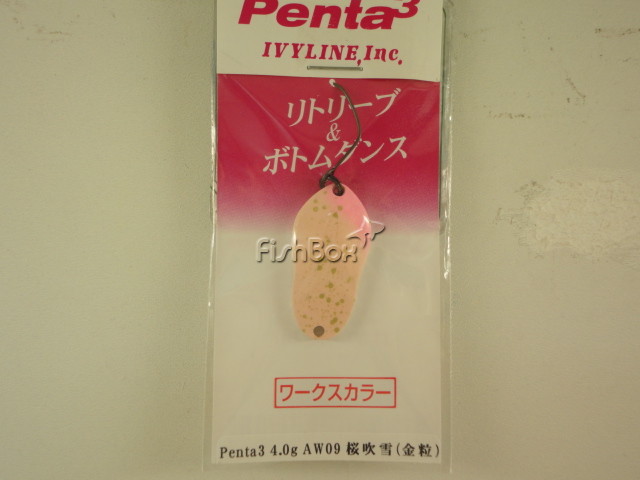 Penta3
IVYLINE,Inc.
リトリーブ
&
ボトムダンス
FishBox
ワークスカラー
Penta3 4.0g AW09 桜吹雪(金粒)